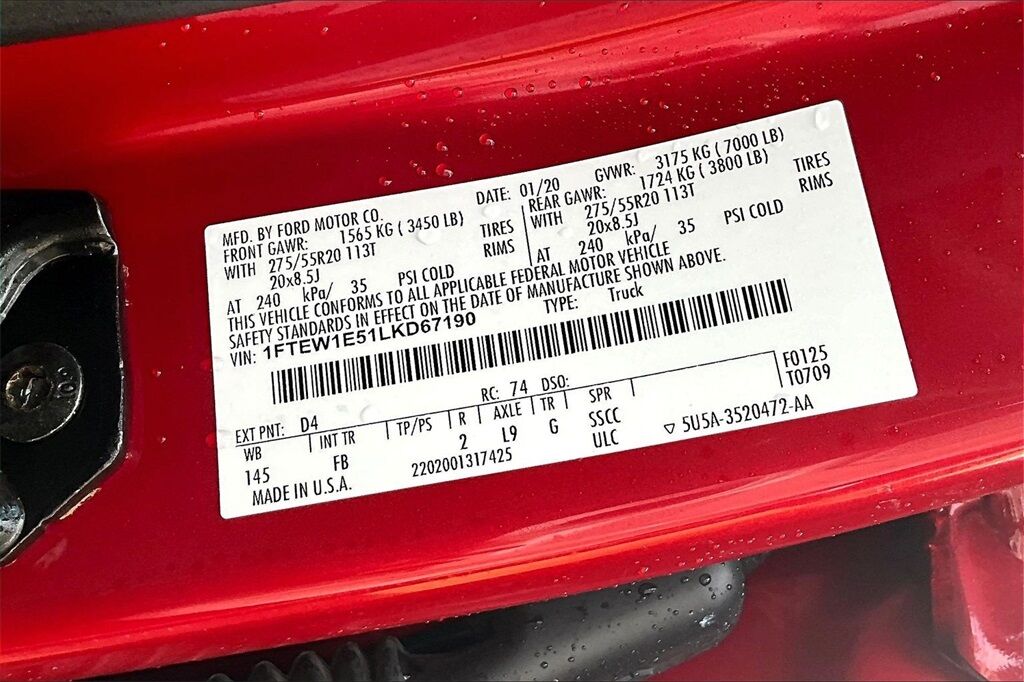 MFD. BY FORD MOTOR CO. DATE: 01/20 GVWR: 3175 KG ( 7000 LB)
FRONT GAWR: 1565 KG ( 3450 LB) REAR GAWR: 1724 KG ( 3800 LB)
WITH 275/55R20 113T TIRES WITH 275/55R20 113T TIRES
20x8.5J RIMS 20x8.5J RIMS
AT 240 kPa/ 35 PSI COLD AT 240 kPa/ 35 PSI COLD
THIS VEHICLE CONFORMS TO ALL APPLICABLE FEDERAL MOTOR VEHICLE
SAFETY STANDARDS IN EFFECT ON THE DATE OF MANUFACTURE SHOWN ABOVE.
VIN: 1FTEW1E51LKD67190 TYPE: Truck
EXT PNT: D4 RC: 74 DSO: F0125
WB INT TR TP/PS R AXLE TR SPR T0709
145 FB 2 L9 G SSCC ▽ 5U5A-3520472-AA
MADE IN U.S.A. 2202001317425 ULC